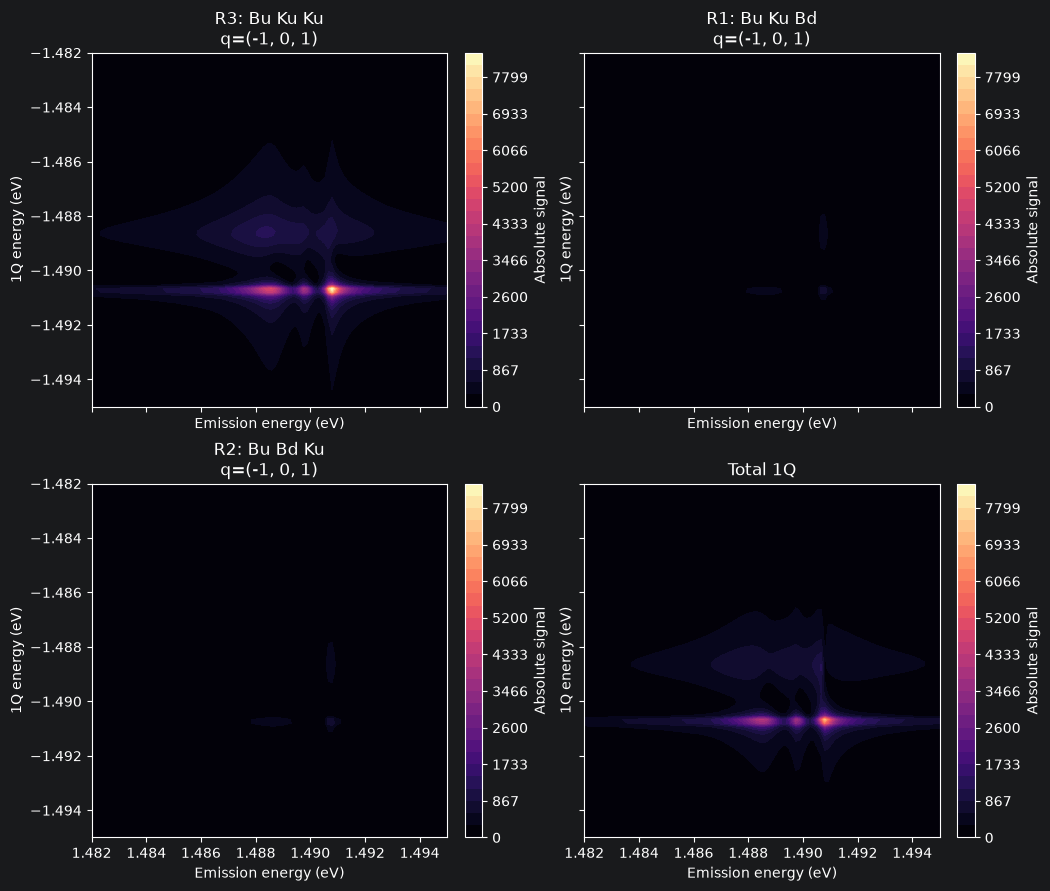 R3: Bu Ku Ku
q=(-1, 0, 1)
−1.482
−1.484
−1.486
−1.488
−1.490
−1.492
−1.494
1Q energy (eV)
Emission energy (eV)
7799
6933
6066
5200
4333
3466
2600
1733
867
0
Absolute signal
R1: Bu Ku Bd
q=(-1, 0, 1)
1Q energy (eV)
Emission energy (eV)
7799
6933
6066
5200
4333
3466
2600
1733
867
0
Absolute signal
R2: Bu Bd Ku
q=(-1, 0, 1)
−1.482
−1.484
−1.486
−1.488
−1.490
−1.492
−1.494
1Q energy (eV)
1.482 1.484 1.486 1.488 1.490 1.492 1.494
Emission energy (eV)
7799
6933
6066
5200
4333
3466
2600
1733
867
0
Absolute signal
Total 1Q
1Q energy (eV)
1.482 1.484 1.486 1.488 1.490 1.492 1.494
Emission energy (eV)
7799
6933
6066
5200
4333
3466
2600
1733
867
0
Absolute signal